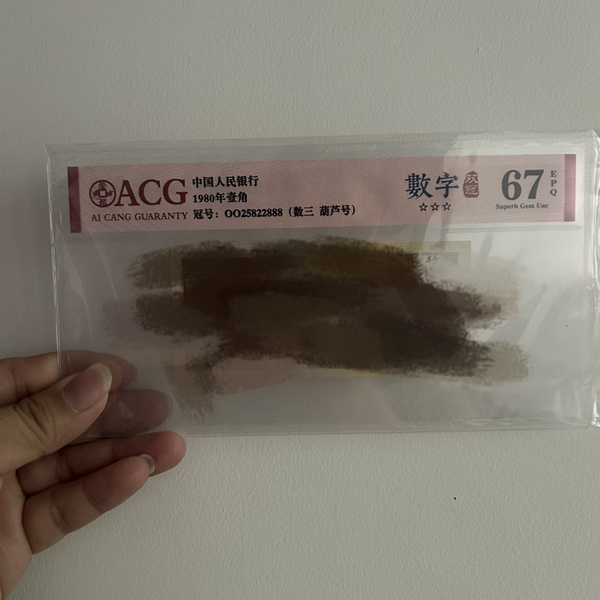 ACG
AI CANG GUARANTY
中国人民银行
1980年壹角
冠号：OO25822888（数三 葫芦号）
數字
☆☆☆
67
EPQ
Superb Gem Unc